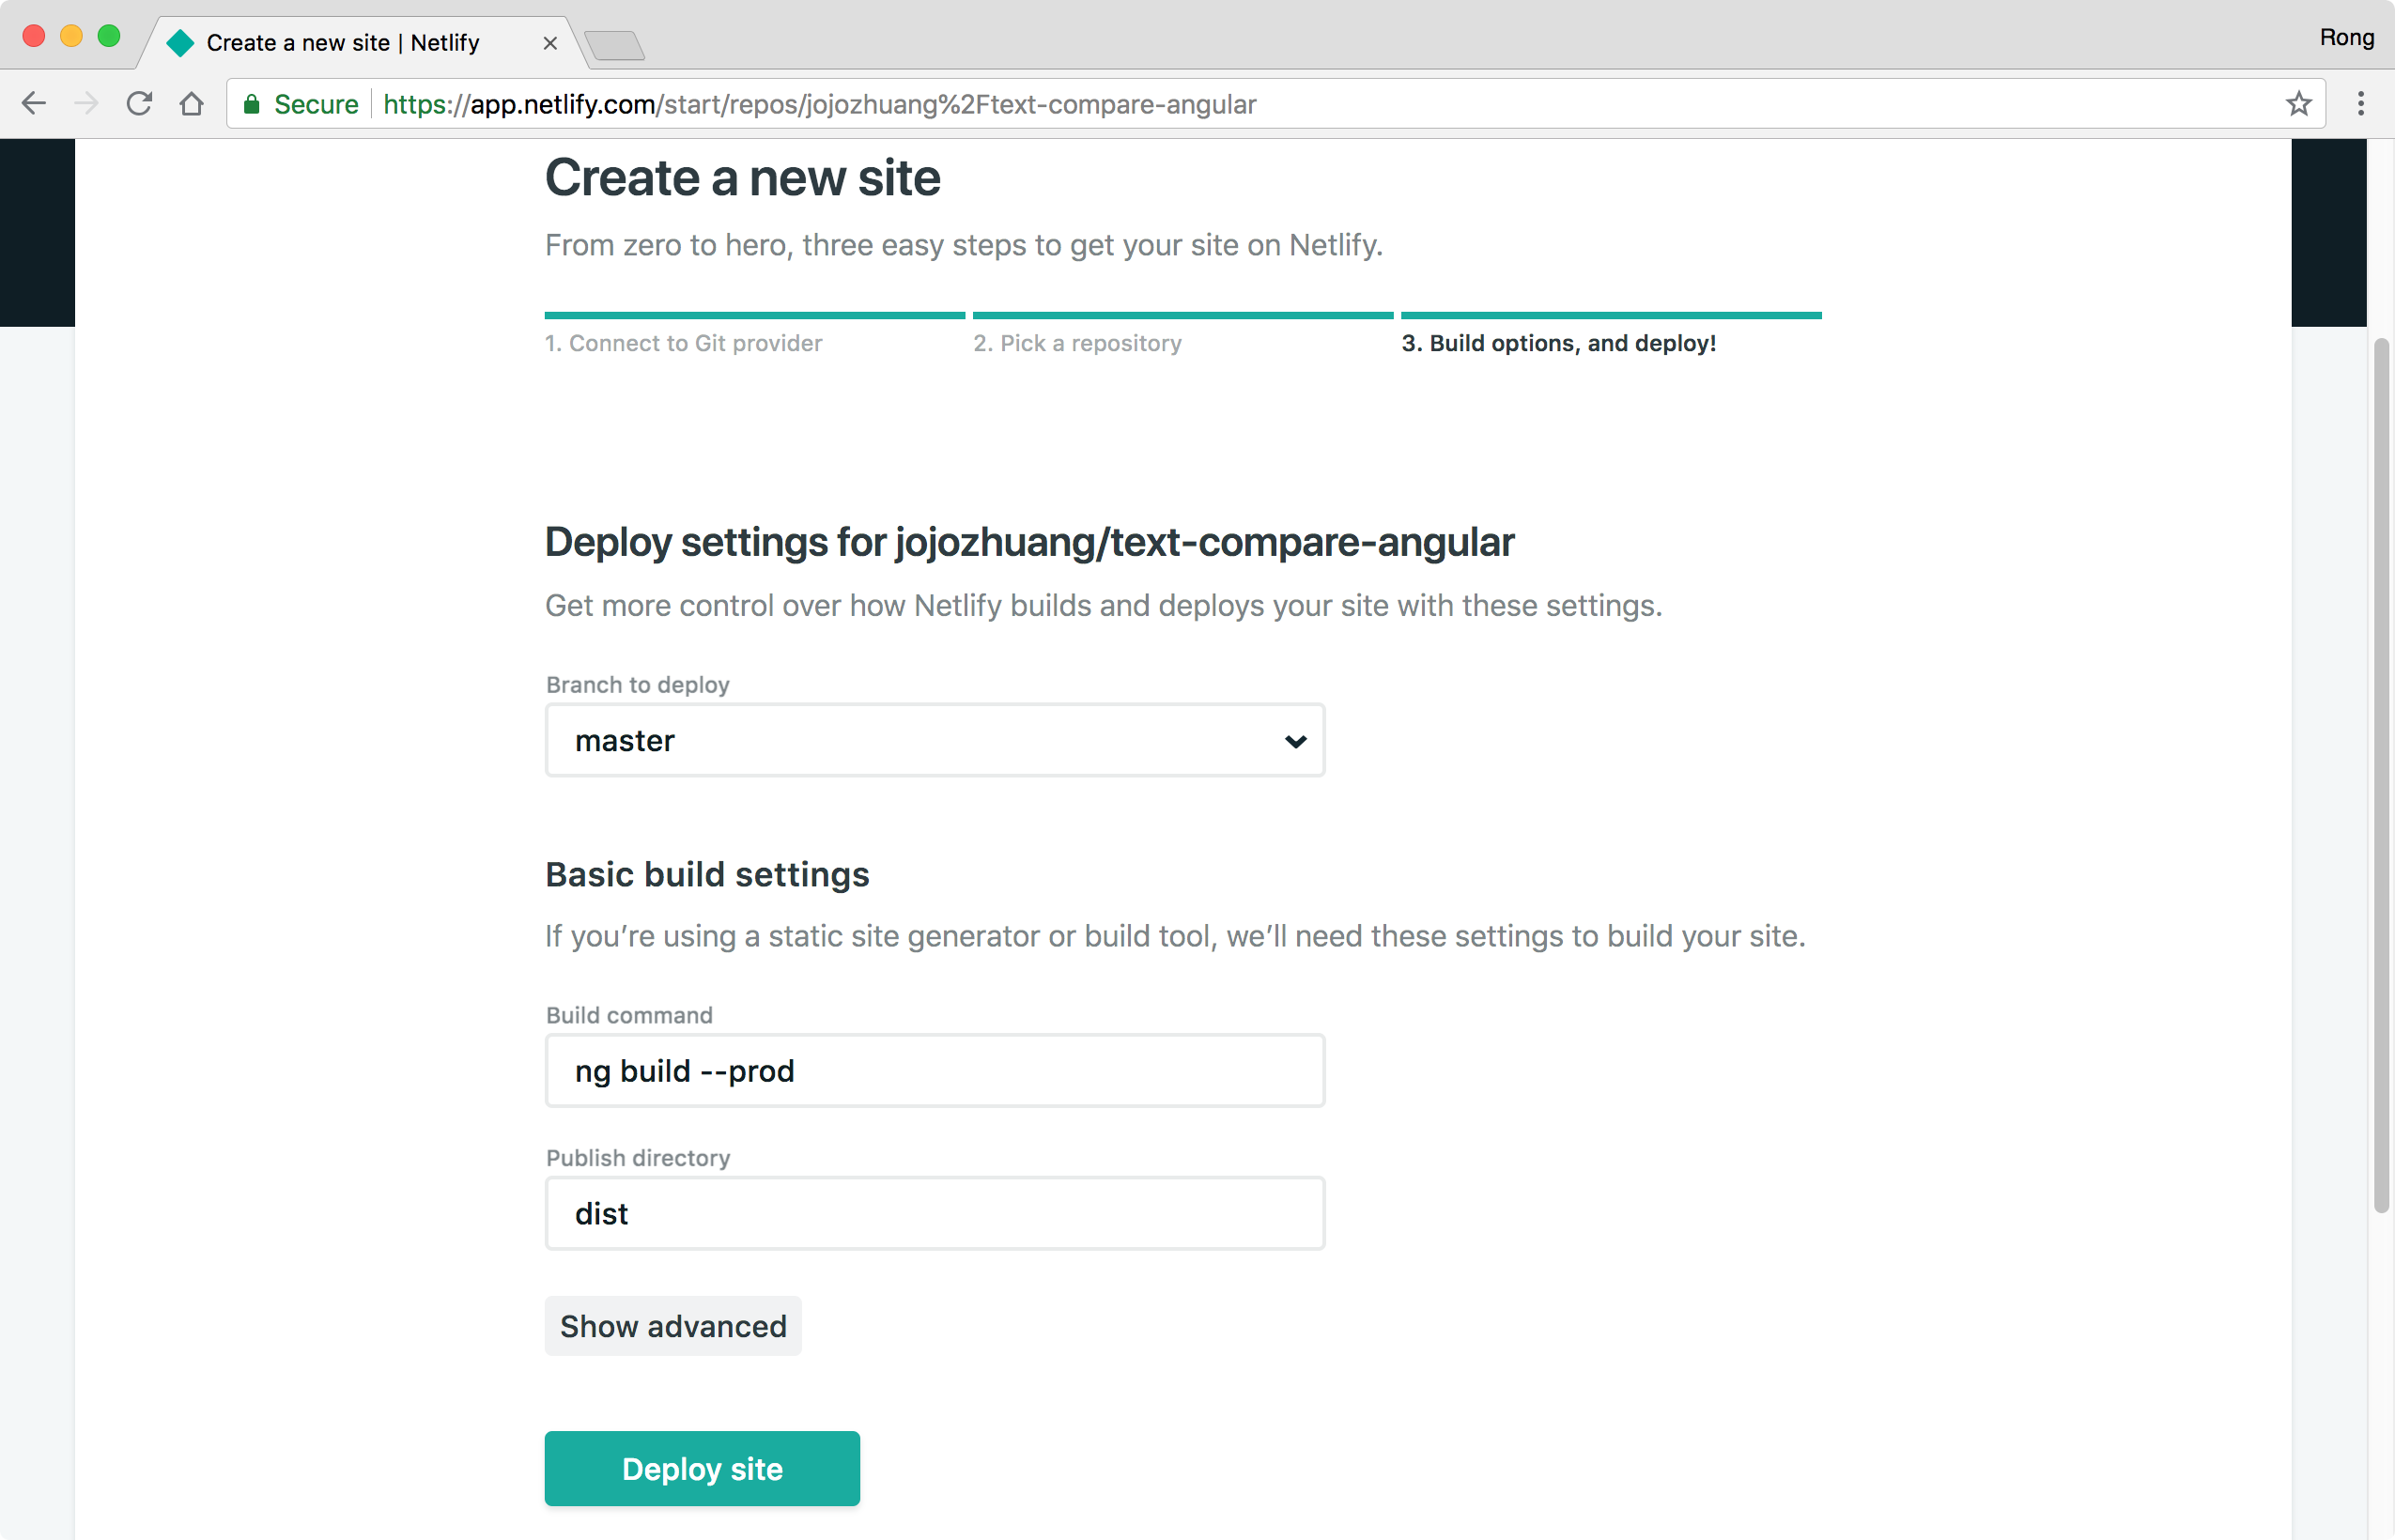 Create a new site | Netlify
Rong
Secure https://app.netlify.com/start/repos/jojozhuang%2Ftext-compare-angular
Create a new site
From zero to hero, three easy steps to get your site on Netlify.
1. Connect to Git provider
2. Pick a repository
3. Build options, and deploy!
Deploy settings for jojozhuang/text-compare-angular
Get more control over how Netlify builds and deploys your site with these settings.
Branch to deploy
master
Basic build settings
If you’re using a static site generator or build tool, we’ll need these settings to build your site.
Build command
ng build --prod
Publish directory
dist
Show advanced
Deploy site